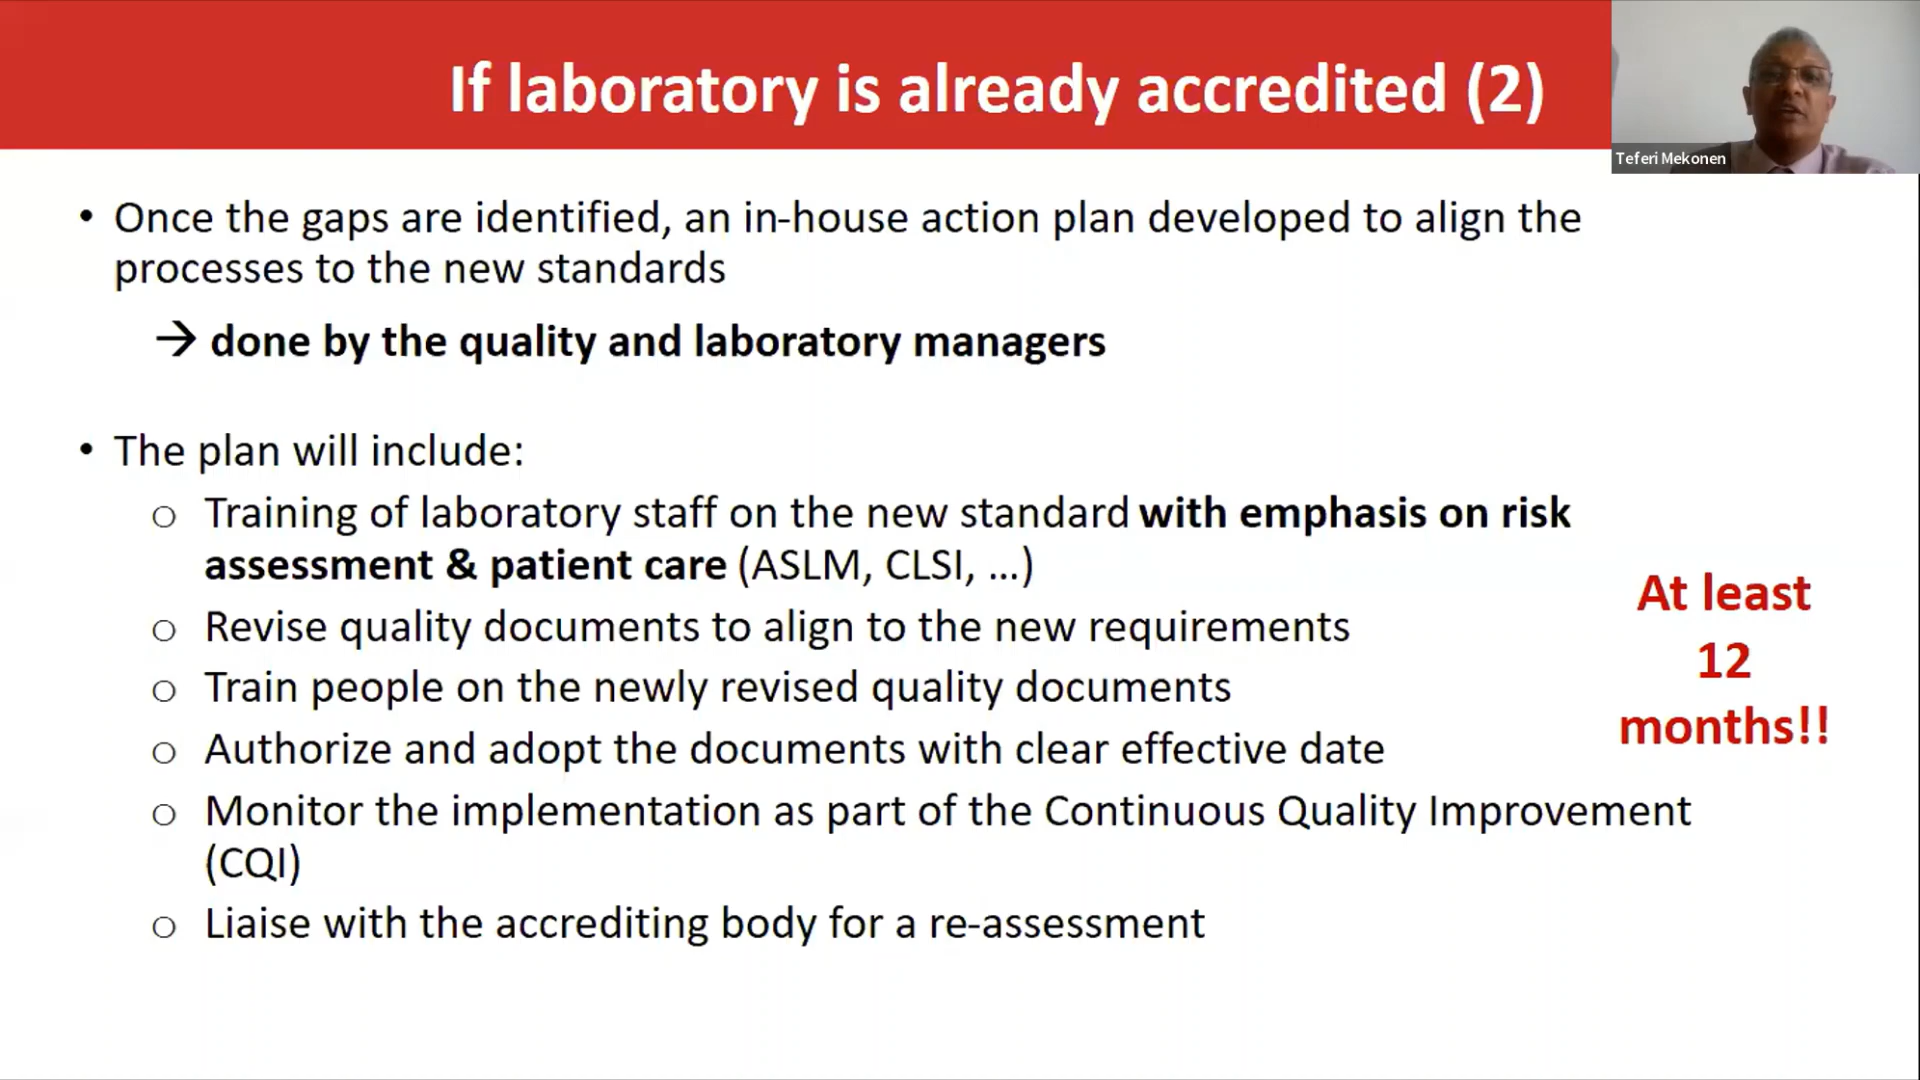 If laboratory is already accredited (2)
Teferi Mekonen
• Once the gaps are identified, an in-house action plan developed to align the
processes to the new standards
→ done by the quality and laboratory managers
• The plan will include:
o Training of laboratory staff on the new standard with emphasis on risk
assessment & patient care (ASLM, CLSI, ...)
o Revise quality documents to align to the new requirements
o Train people on the newly revised quality documents
o Authorize and adopt the documents with clear effective date
o Monitor the implementation as part of the Continuous Quality Improvement
(CQI)
o Liaise with the accrediting body for a re-assessment
At least
12
months!!